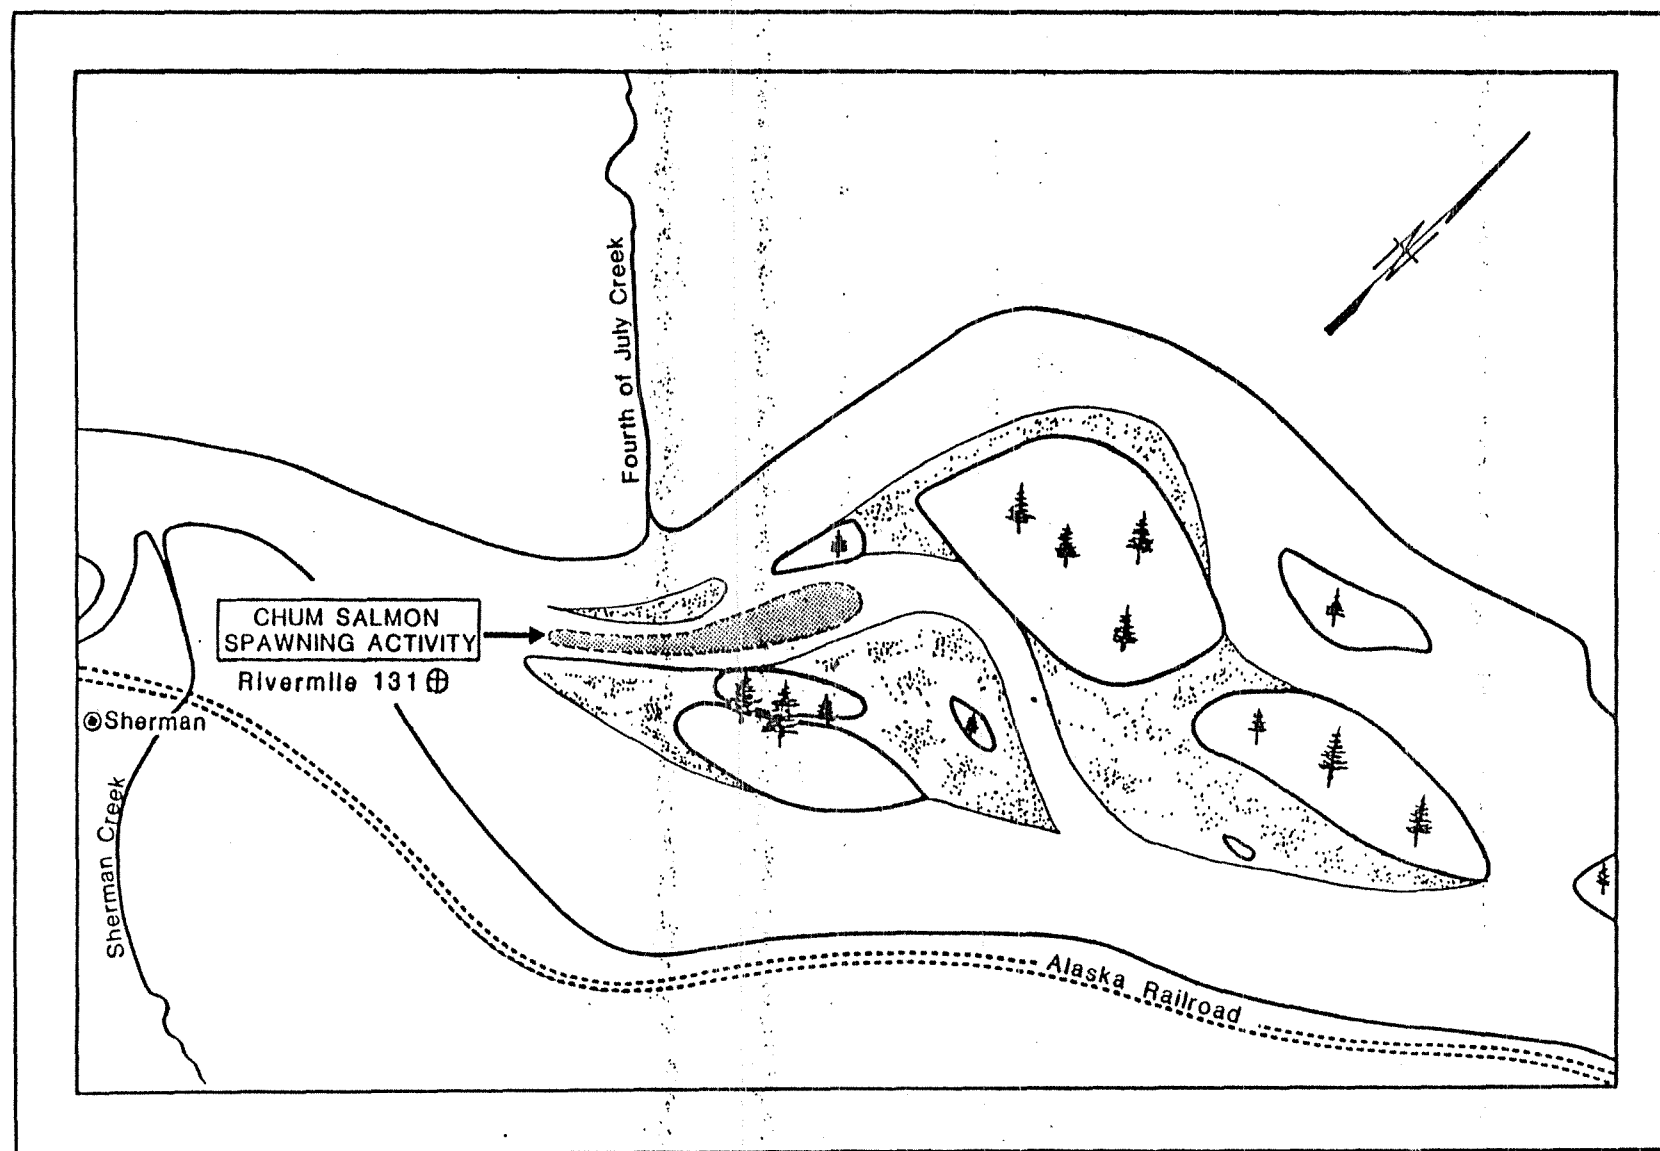 Fourth of July Creek
CHUM SALMON
SPAWNING ACTIVITY
Rivermile 131
Sherman
Sherman Creek
Alaska Railroad